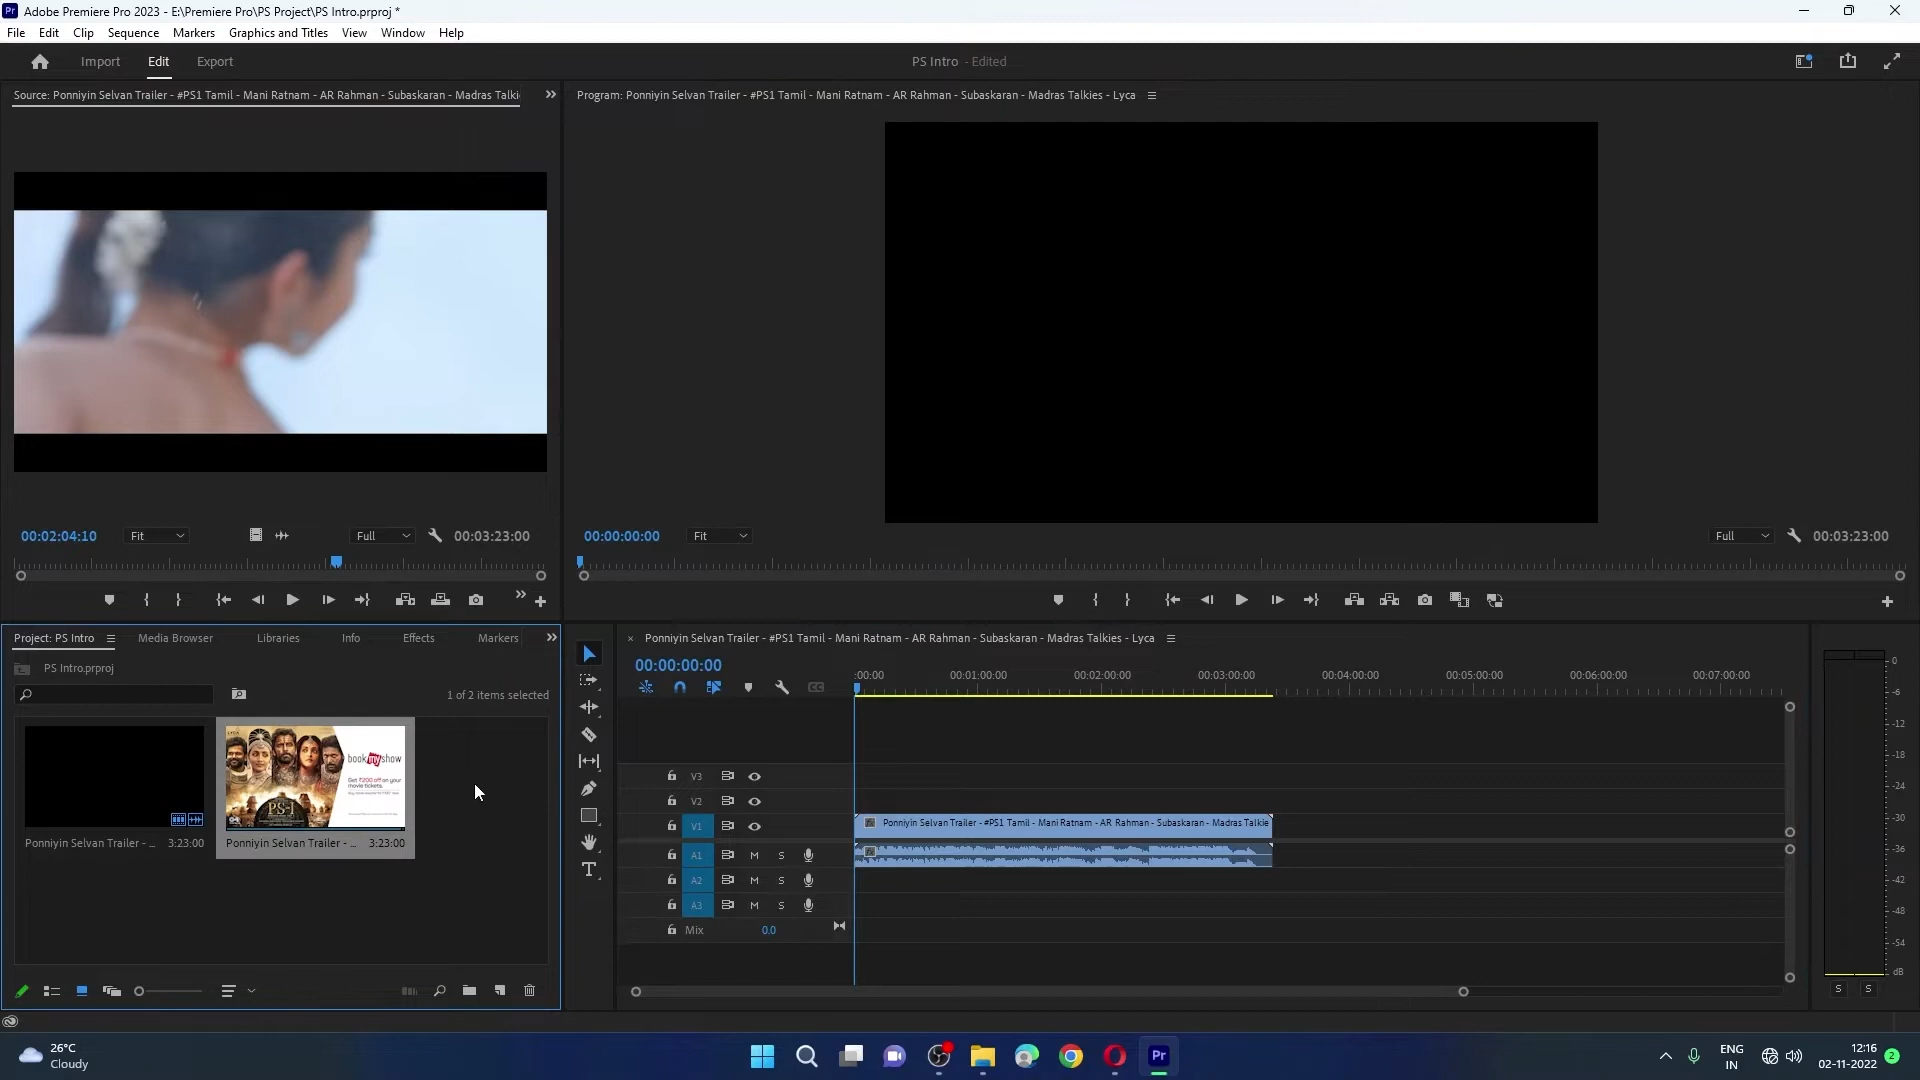 Adobe Premiere Pro 2023 - E:\Premiere Pro\PS Project\PS Intro.prproj *
File Edit Clip Sequence Markers Graphics and Titles View Window Help
Import Edit Export
PS Intro - Edited
Source: Ponniyin Selvan Trailer - #PS1 Tamil - Mani Ratnam - AR Rahman - Subaskaran - Madras Talki
Program: Ponniyin Selvan Trailer - #PS1 Tamil - Mani Ratnam - AR Rahman - Subaskaran - Madras Talkies - Lyca
00:02:04:10 Fit Full 00:03:23:00
00:00:00:00 Fit Full 00:03:23:00
Project: PS Intro Media Browser Libraries Info Effects Markers
PS Intro.prproj
1 of 2 items selected
book my show
Get ₹200 off on your
movie tickets.
PS-1
Ponniyin Selvan Trailer - ... 3:23:00
Ponniyin Selvan Trailer - ... 3:23:00
Ponniyin Selvan Trailer - #PS1 Tamil - Mani Ratnam - AR Rahman - Subaskaran - Madras Talkies - Lyca
00:00:00:00
:00:00 00:01:00:00 00:02:00:00 00:03:00:00 00:04:00:00 00:05:00:00 00:06:00:00 00:07:00:00
V3
V2
V1 Ponniyin Selvan Trailer - #PS1 Tamil - Mani Ratnam - AR Rahman - Subaskaran - Madras Talkie
fx
A1 M S
A2 M S
A3 M S
Mix 0.0
0
-6
-12
-18
-24
-30
-36
-42
-48
-54
dB
S S
26°C
Cloudy
ENG
IN
12:16
02-11-2022
2